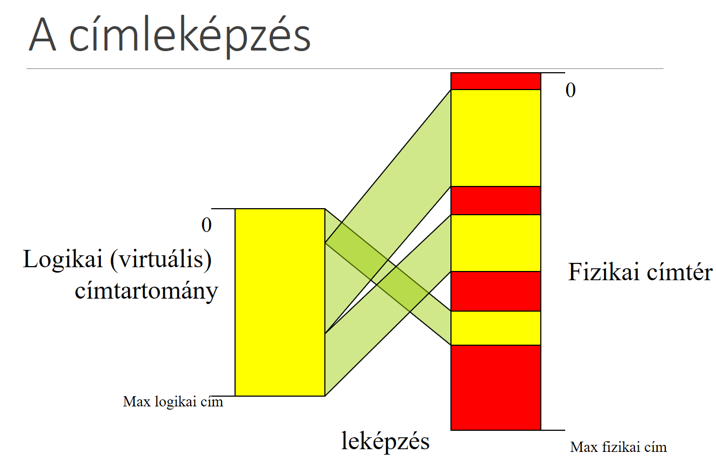 A címleképzés
0
0
Logikai (virtuális)
címtartomány
Fizikai címtér
Max logikai cím
leképzés
Max fizikai cím